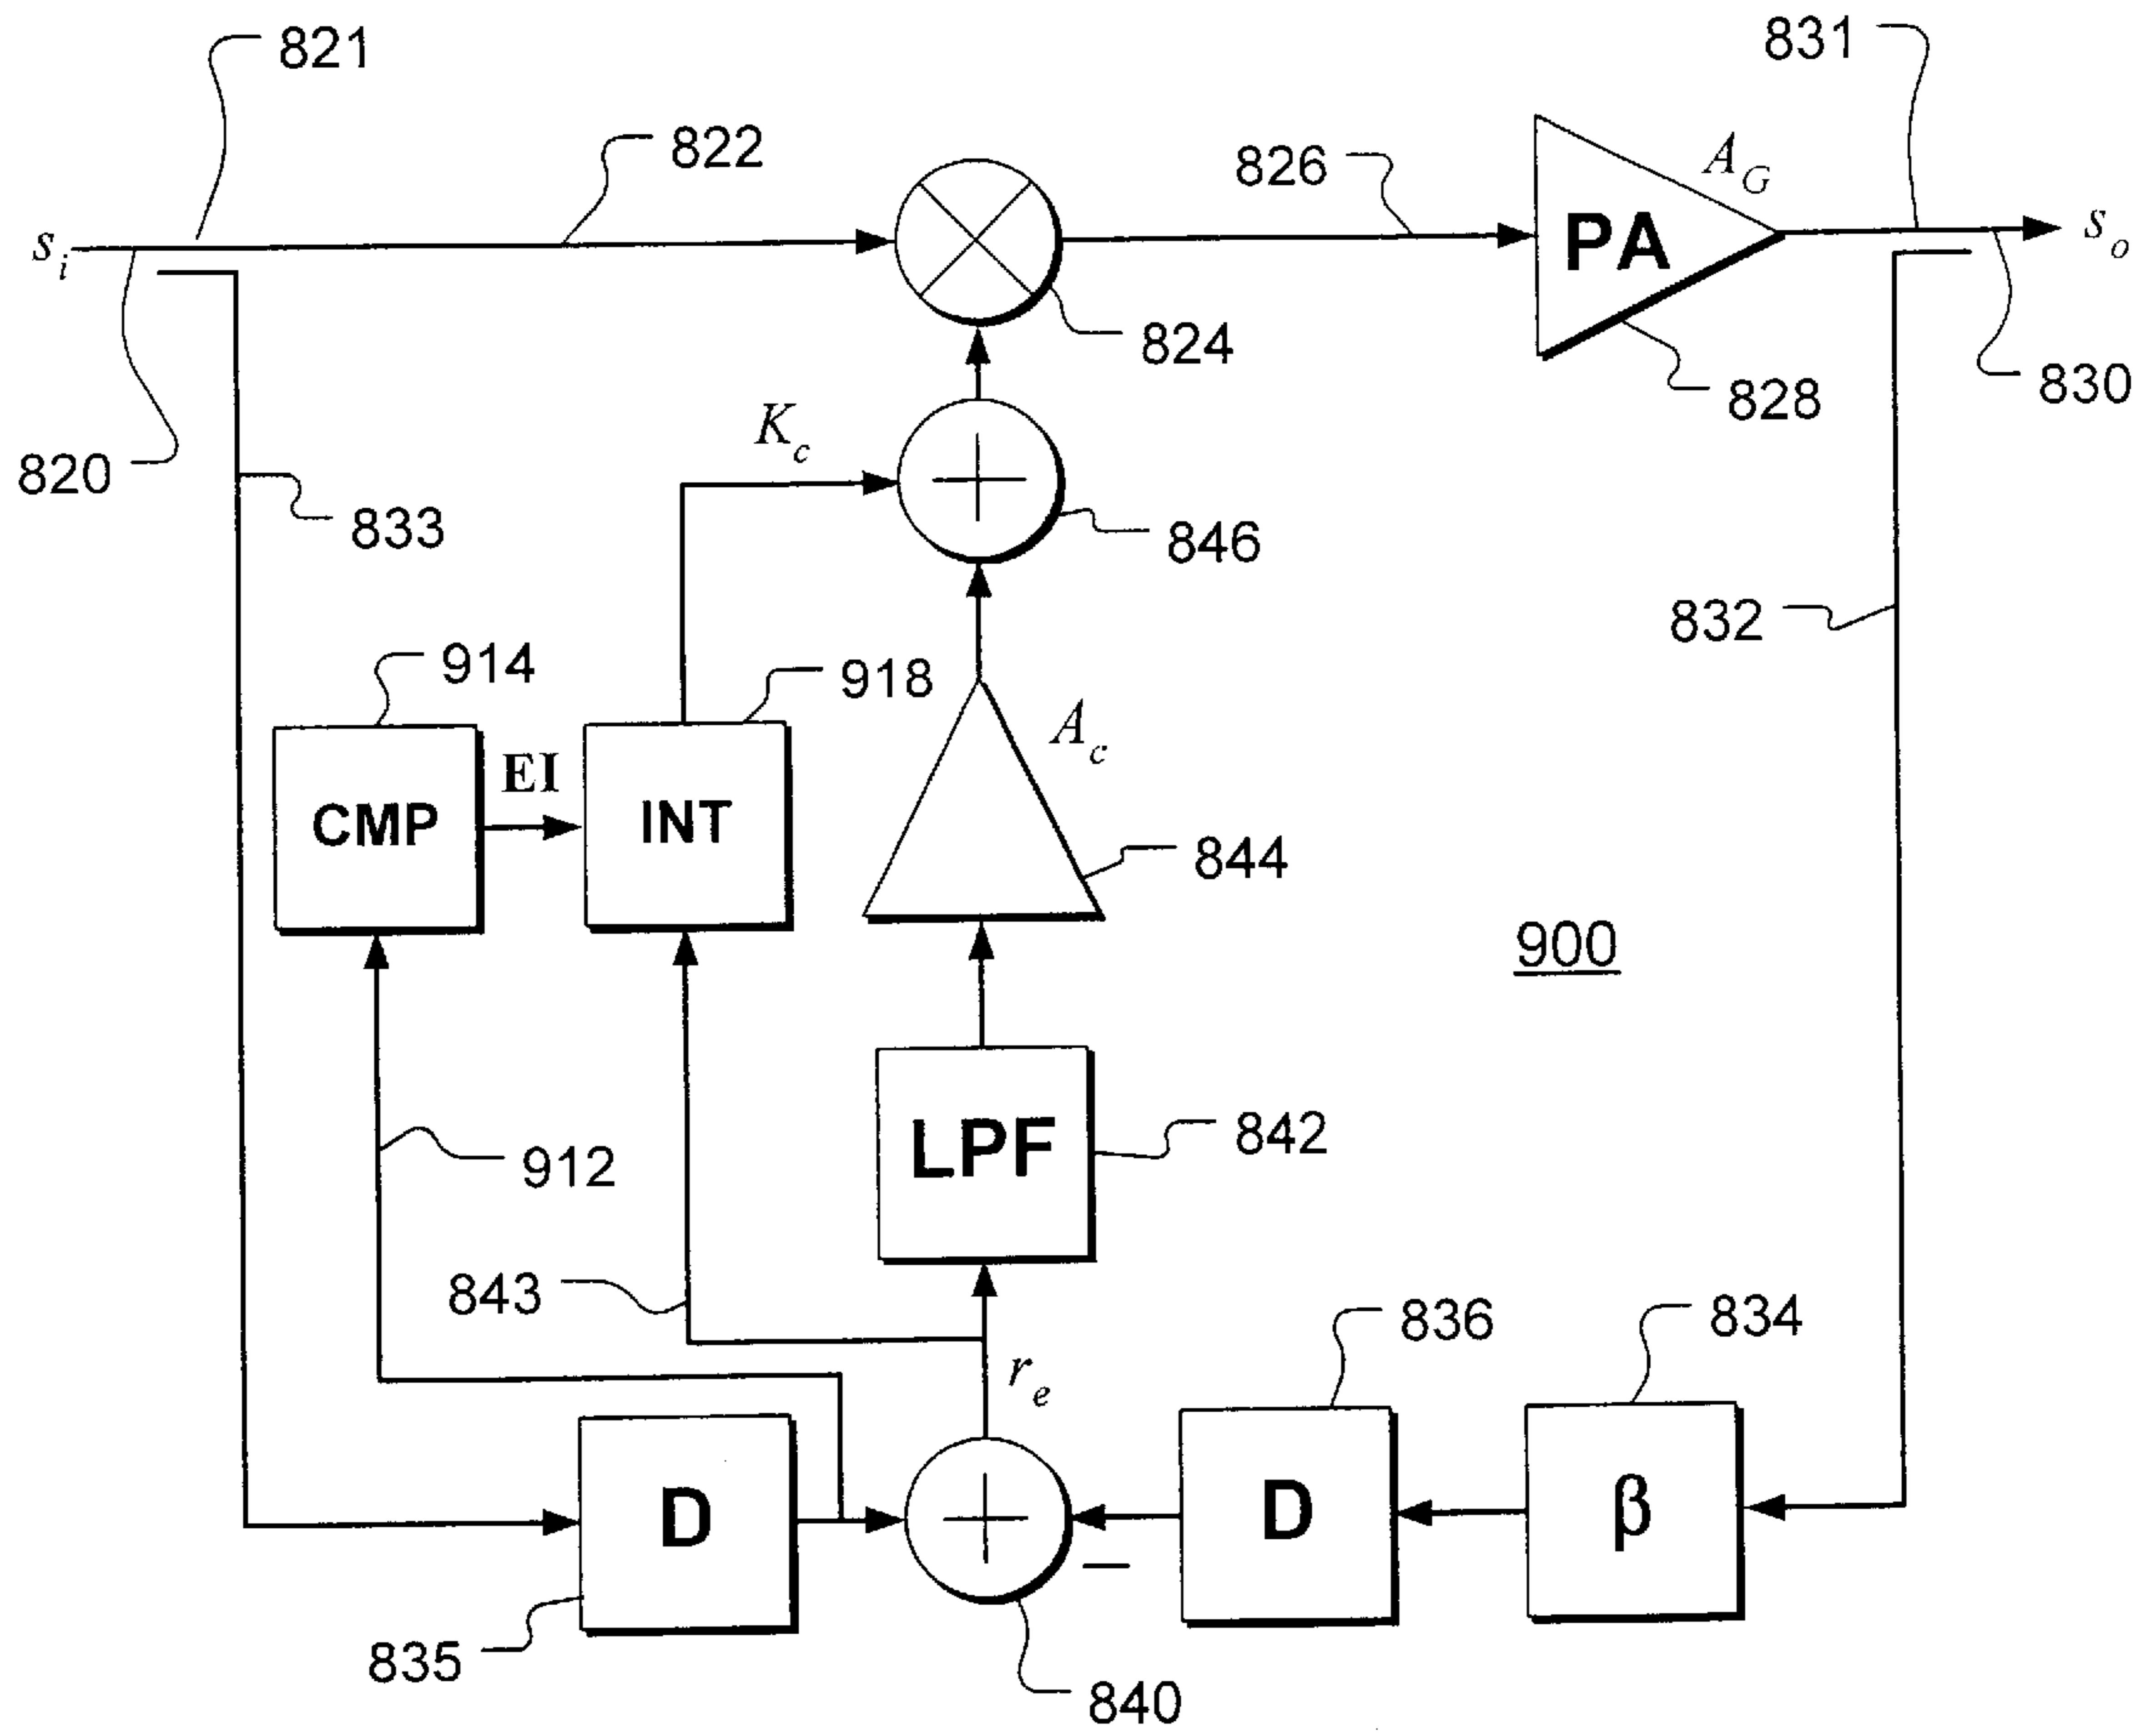 821
831
822
826
A_G
s_i
PA
s_o
824
828
830
K_c
820
833
846
832
914
918
A_c
EI
CMP
INT
844
900
LPF
842
912
843
836
834
r_e
D
D
β
−
835
840